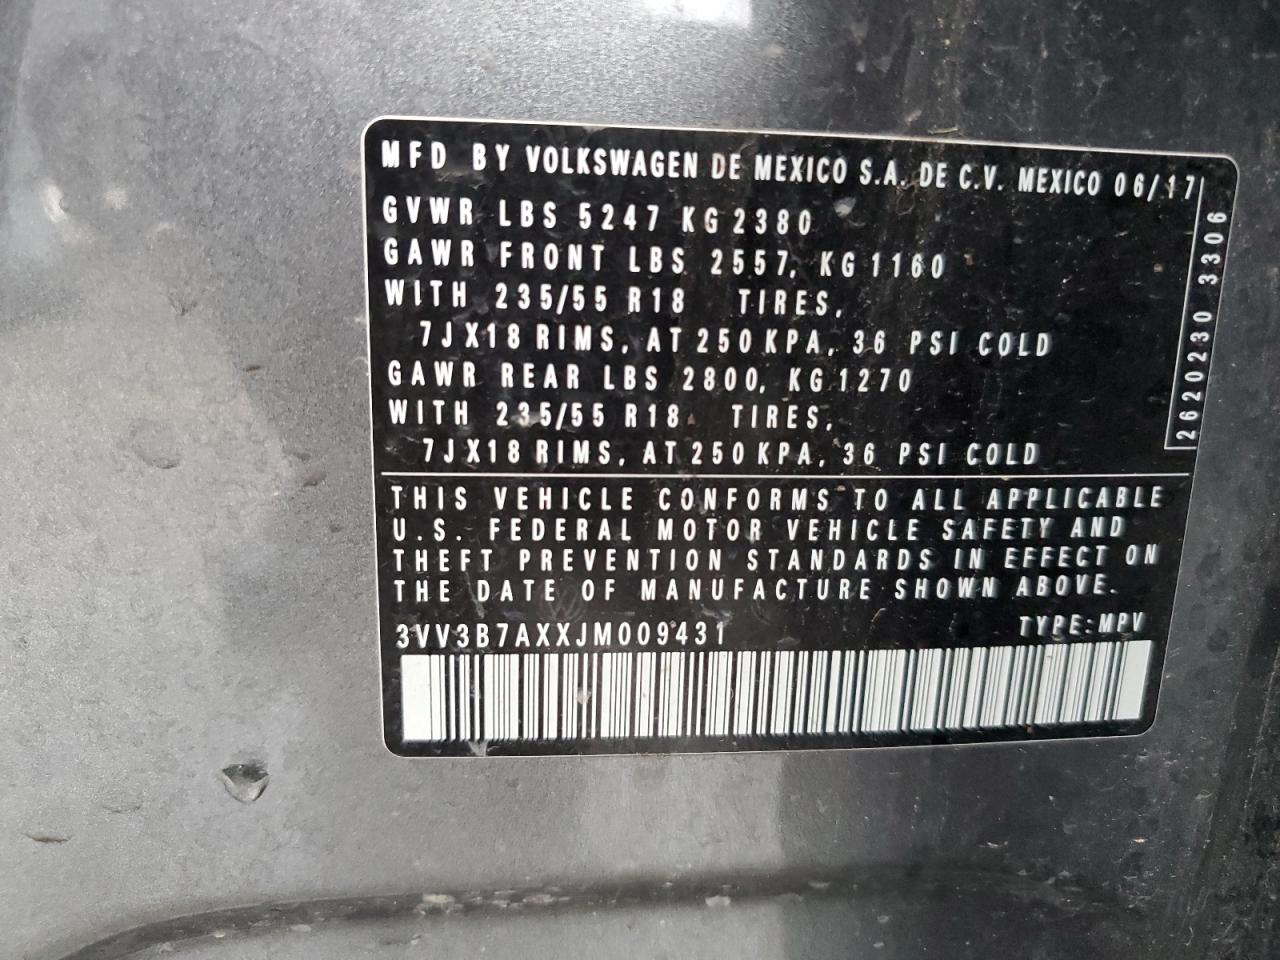 MFD BY VOLKSWAGEN DE MEXICO S.A. DE C.V. MEXICO 06/17
GVWR LBS 5247 KG 2380
GAWR FRONT LBS 2557, KG 1160
WITH 235/55 R18 TIRES,
7JX18 RIMS, AT 250 KPA, 36 PSI COLD
GAWR REAR LBS 2800, KG 1270
WITH 235/55 R18 TIRES,
7JX18 RIMS, AT 250 KPA, 36 PSI COLD
2620230 3306
THIS VEHICLE CONFORMS TO ALL APPLICABLE
U.S. FEDERAL MOTOR VEHICLE SAFETY AND
THEFT PREVENTION STANDARDS IN EFFECT ON
THE DATE OF MANUFACTURE SHOWN ABOVE.
3VV3B7AXXJM009431 TYPE:MPV